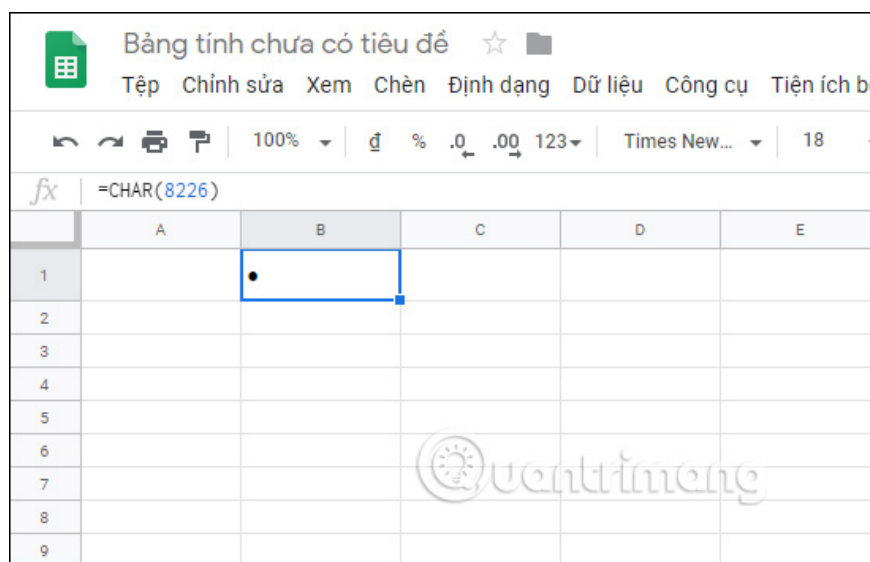 Bảng tính chưa có tiêu đề
Tệp Chỉnh sửa Xem Chèn Định dạng Dữ liệu Công cụ Tiện ích b
100% đ % .0 .00 123 Times New... 18
fx =CHAR(8226)
A B C D E
1 •
2
3
4
5
6
7
8
9
Quantrimang